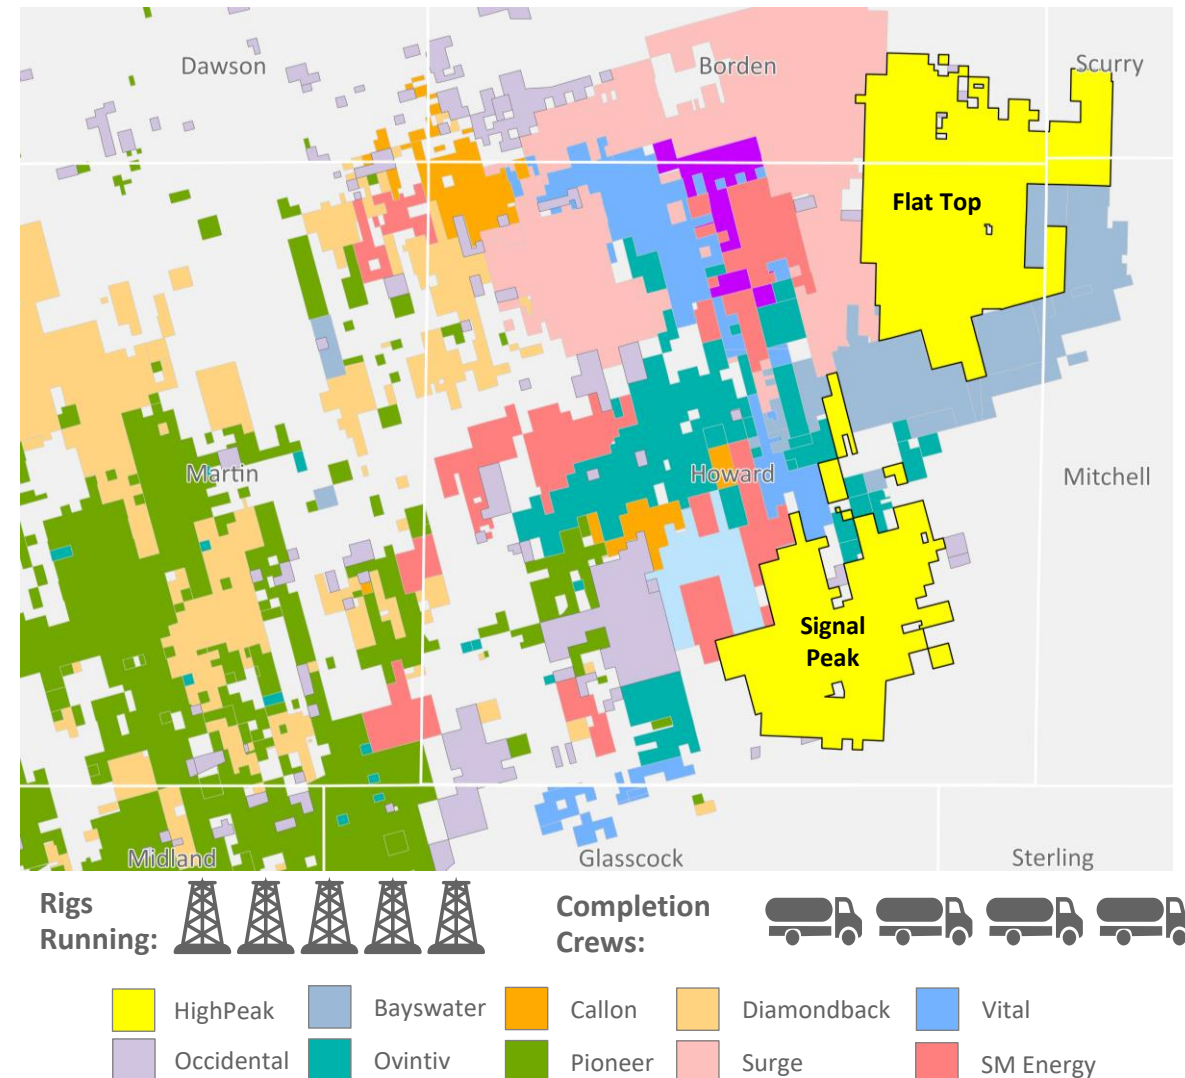 Dawson
Borden
Scurry
Flat Top
Martin
Howard
Mitchell
Signal
Peak
Midland
Glasscock
Sterling
Rigs
Running:
Completion
Crews:
HighPeak
Bayswater
Callon
Diamondback
Vital
Occidental
Ovintiv
Pioneer
Surge
SM Energy